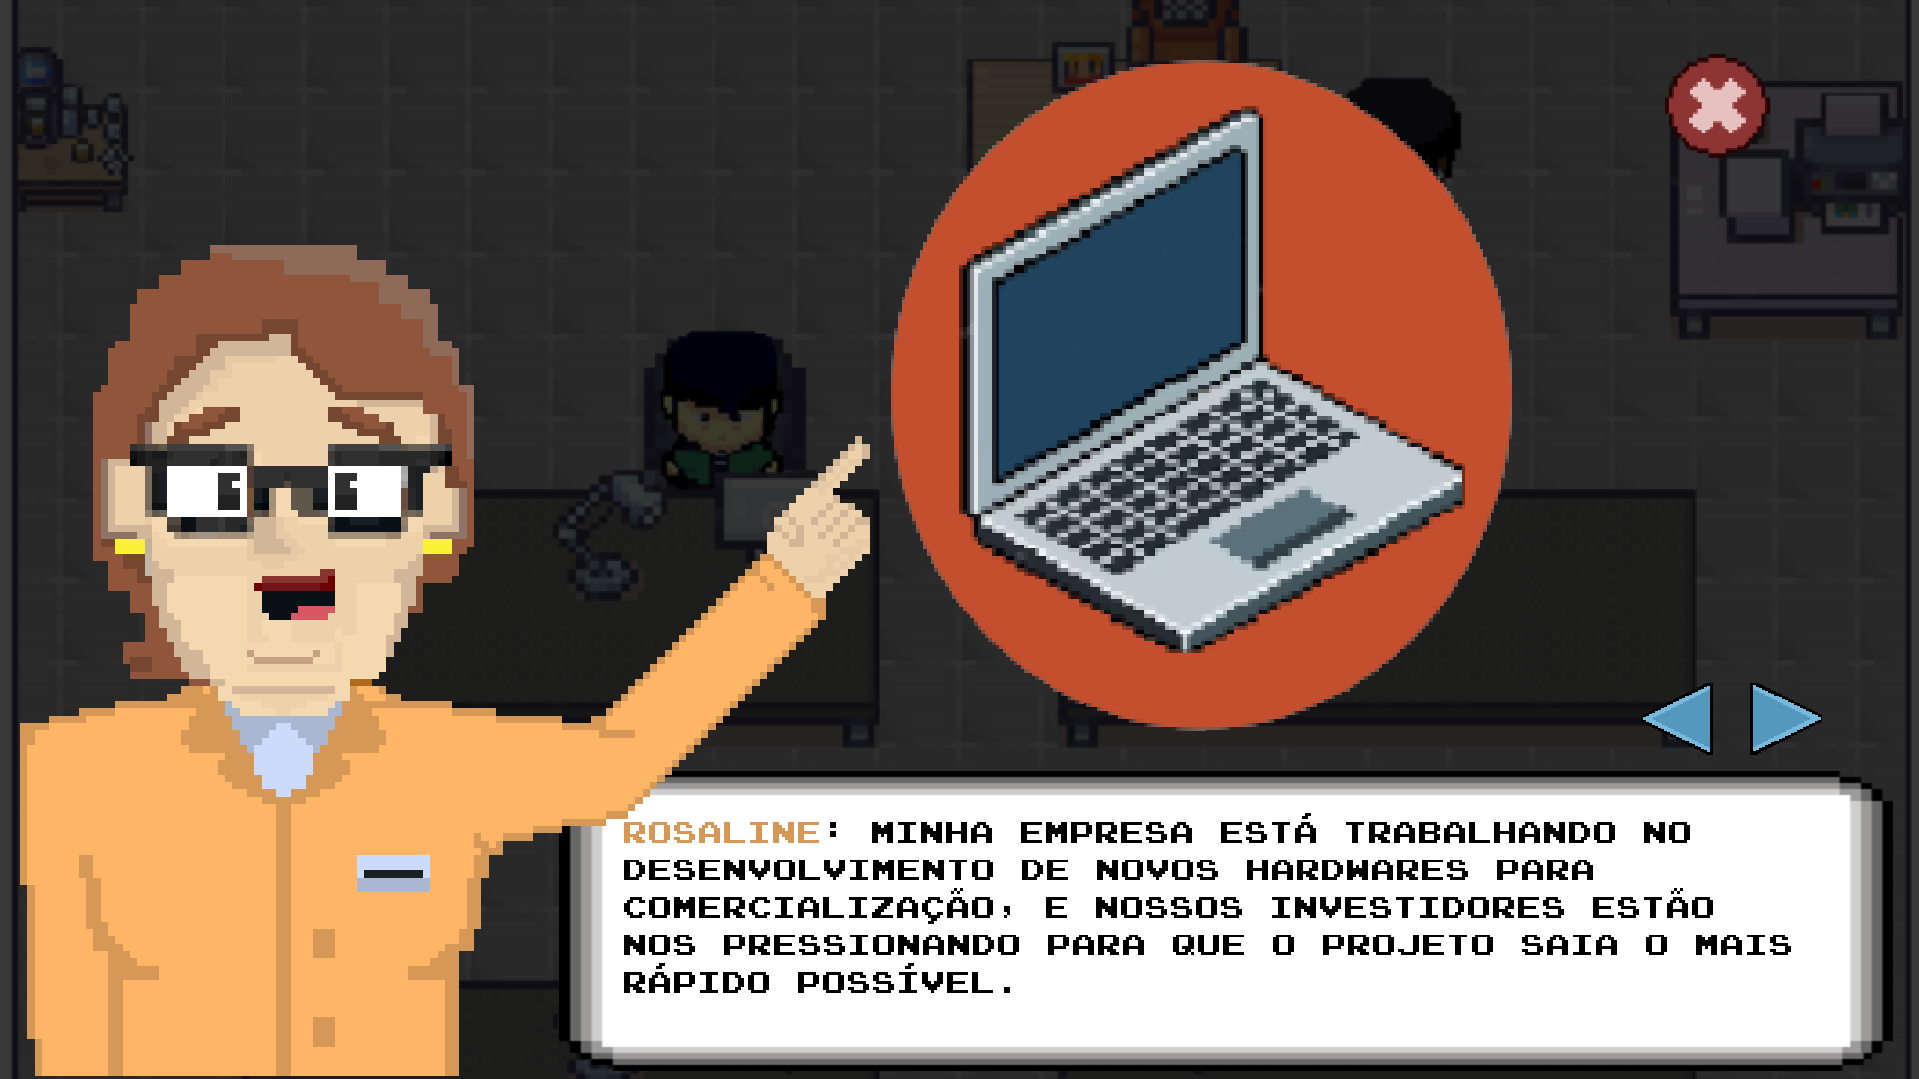 ROSALINE: MINHA EMPRESA ESTÁ TRABALHANDO NO
DESENVOLVIMENTO DE NOVOS HARDWARES PARA
COMERCIALIZAÇÃO, E NOSSOS INVESTIDORES ESTÃO
NOS PRESSIONANDO PARA QUE O PROJETO SAIA O MAIS
RÁPIDO POSSÍVEL.